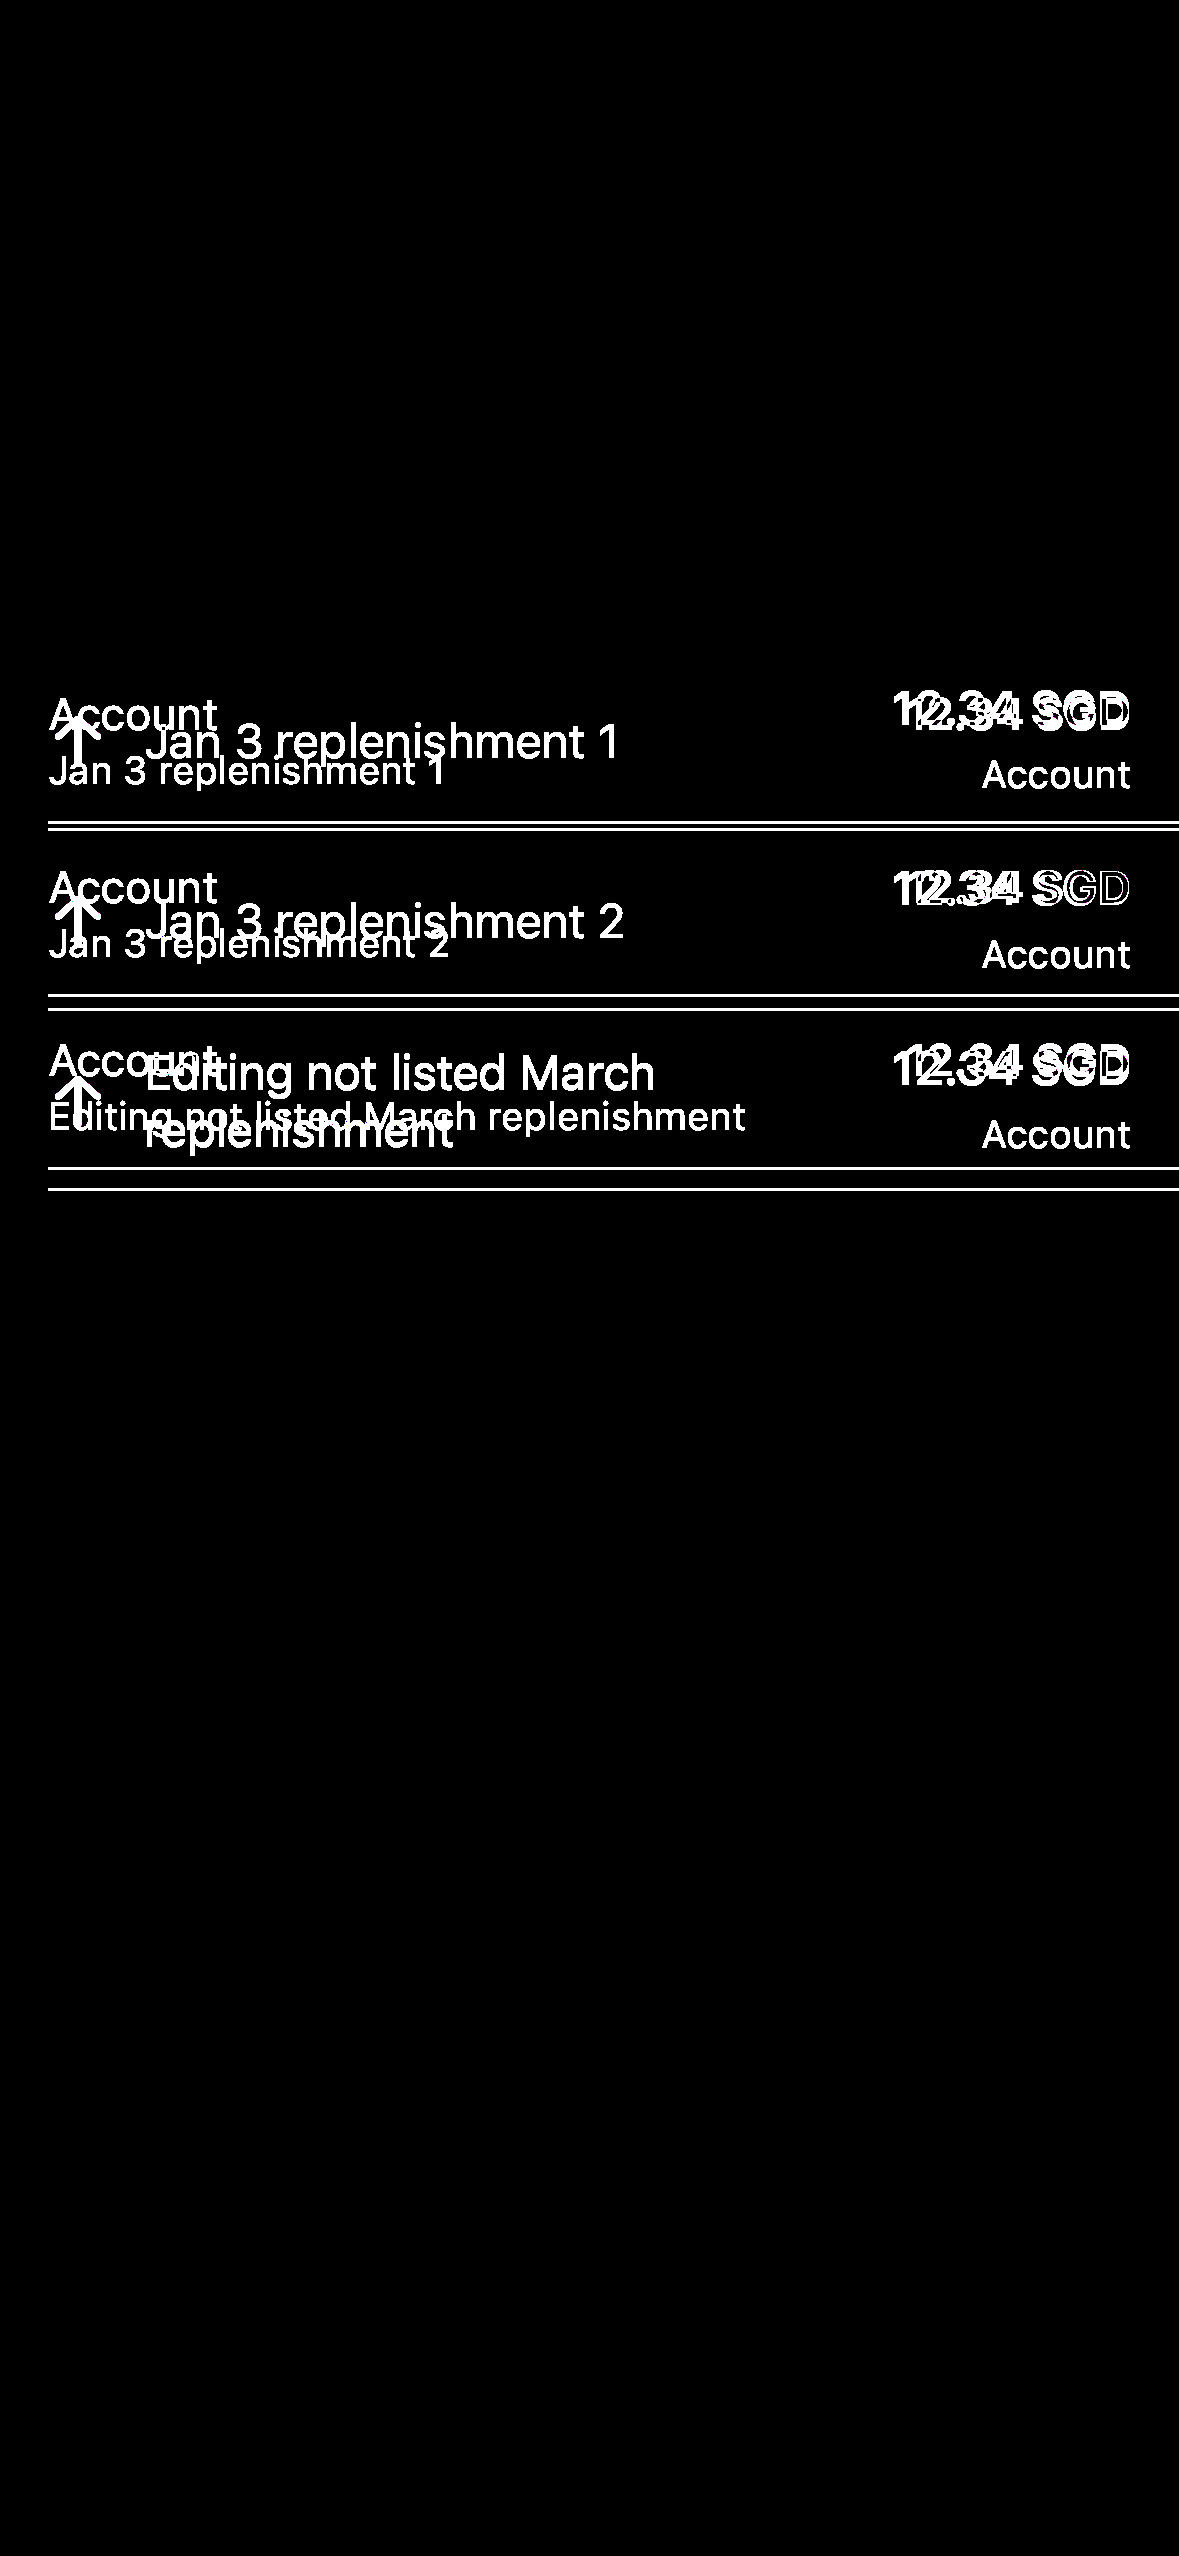 Account
12.34 SGD
12.34 SGD
Jan 3 replenishment 1
Jan 3 replenishment 1
Account
Account
12.34 SGD
12.34 SGD
Jan 3 replenishment 2
Jan 3 replenishment 2
Account
Account
12.34 SGD
12.34 SGD
Editing not listed March
replenishment
Editing not listed March replenishment
Account